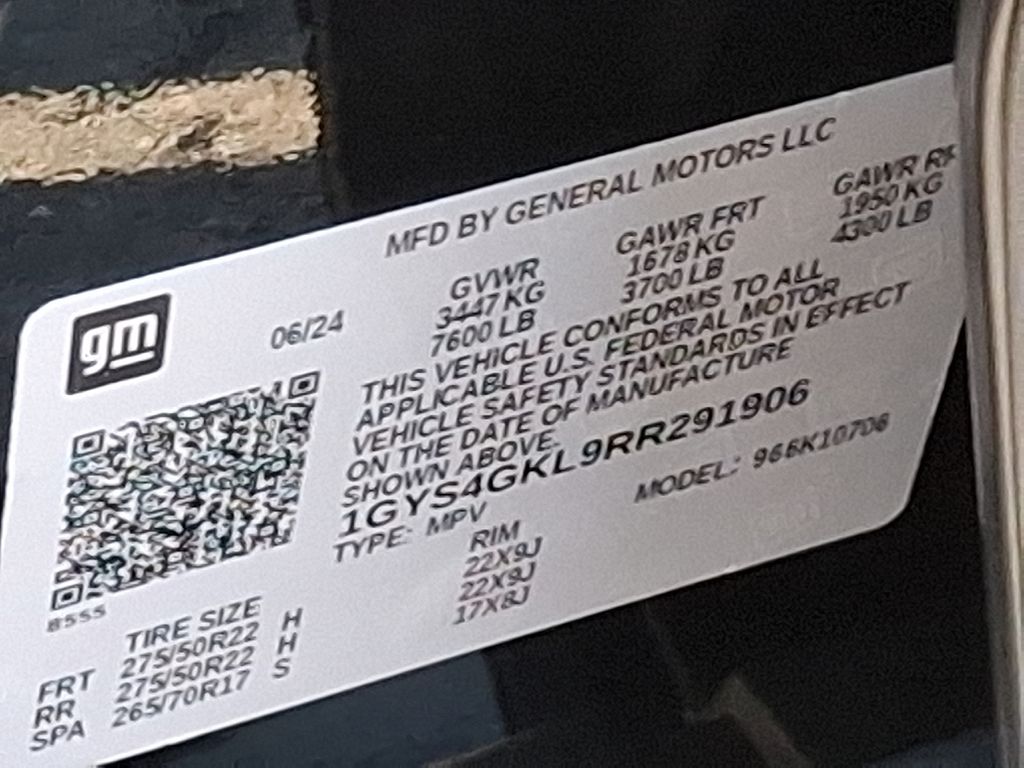 MFD BY GENERAL MOTORS LLC
gm
06/24
GVWR GAWR FRT GAWR
3447 KG 1678 KG 1950 KG
7600 LB 3700 LB 4300 LB
THIS VEHICLE CONFORMS TO ALL
APPLICABLE U.S. FEDERAL MOTOR
VEHICLE SAFETY STANDARDS IN EFFECT
ON THE DATE OF MANUFACTURE
SHOWN ABOVE.
1GYS4GKL9RR291906
TYPE: MPV MODEL: 966K10706
8555
TIRE SIZE RIM
FRT 275/50R22 H 22X9J
RR 275/50R22 H 22X9J
SPA 265/70R17 S 17X8J